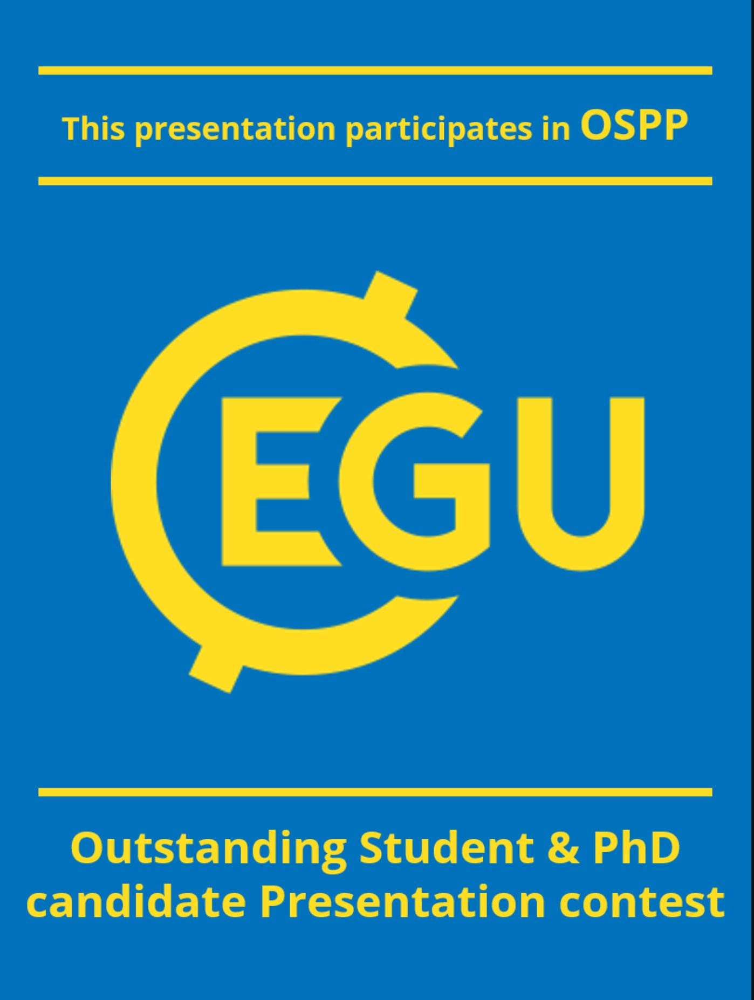 This presentation participates in OSPP
EGU
Outstanding Student & PhD
candidate Presentation contest